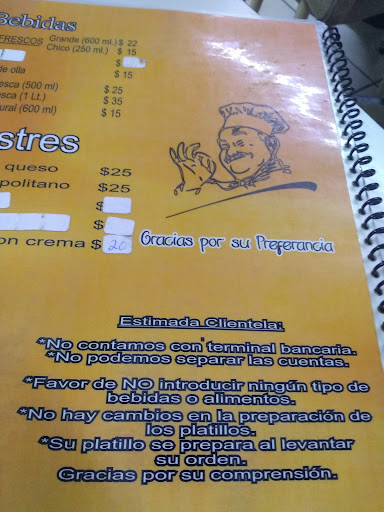 Bebidas
FRESCOS Grande (600 ml.) $ 22
Chico (250 ml.) $ 15
$
de olla $ 15
esca (500 ml) $ 25
esca (1 Lt.) $ 35
ural (600 ml) $ 15
stres
queso $25
politano $25
$
$
on crema $ 20
Gracias por su Preferancia
Estimada Clientela:
*No contamos con terminal bancaria.
*No podemos separar las cuentas.
*Favor de NO introducir ningún tipo de
bebidas o alimentos.
*No hay cambios en la preparación de
los platillos.
*Su platillo se prepara al levantar
su orden.
Gracias por su comprensión.